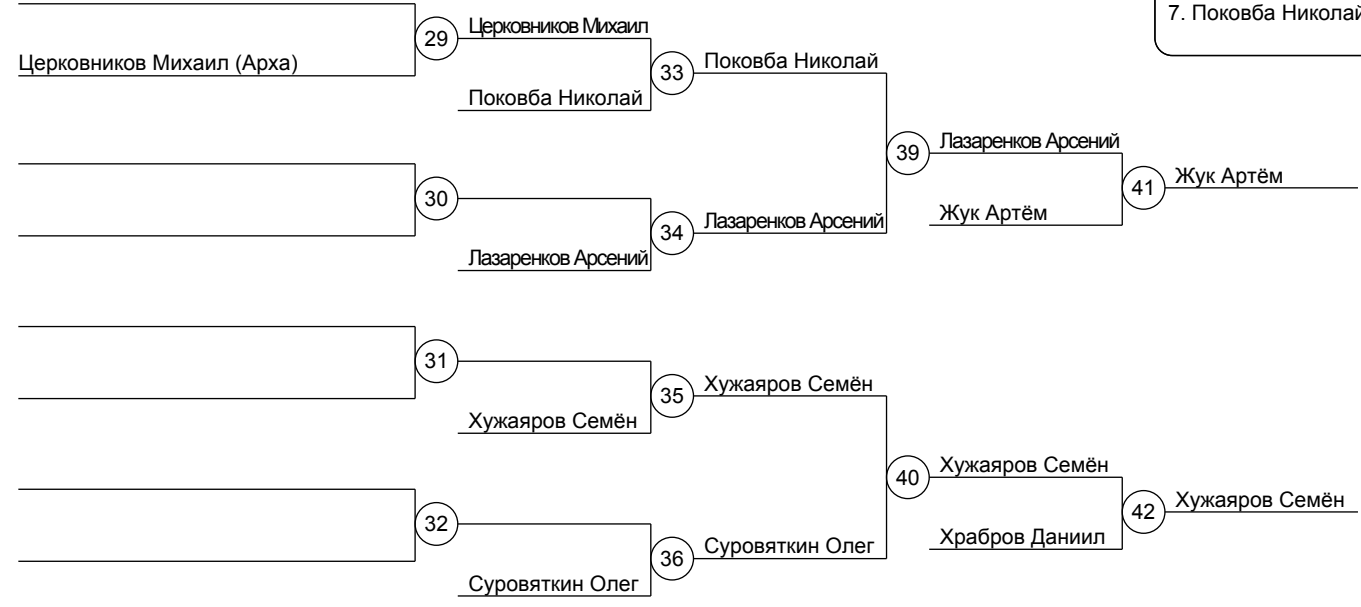 7. Поковба Николай
29
Церковников Михаил
Церковников Михаил (Арха)
33
Поковба Николай
Поковба Николай
39
Лазаренков Арсений
30
41
Жук Артём
34
Лазаренков Арсений
Жук Артём
Лазаренков Арсений
31
35
Хужаяров Семён
Хужаяров Семён
40
Хужаяров Семён
32
42
Хужаяров Семён
36
Суровяткин Олег
Храбров Даниил
Суровяткин Олег